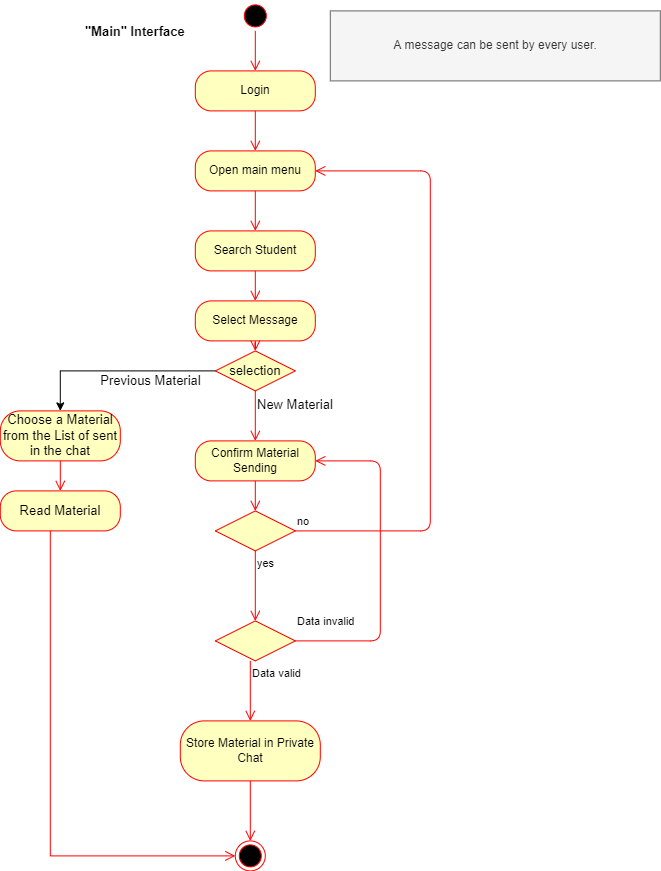 "Main" Interface
A message can be sent by every user.
Login
Open main menu
Search Student
Select Message
selection
Previous Material
New Material
Choose a Material
from the List of sent
in the chat
Confirm Material
Sending
Read Material
no
yes
Data invalid
Data valid
Store Material in Private
Chat